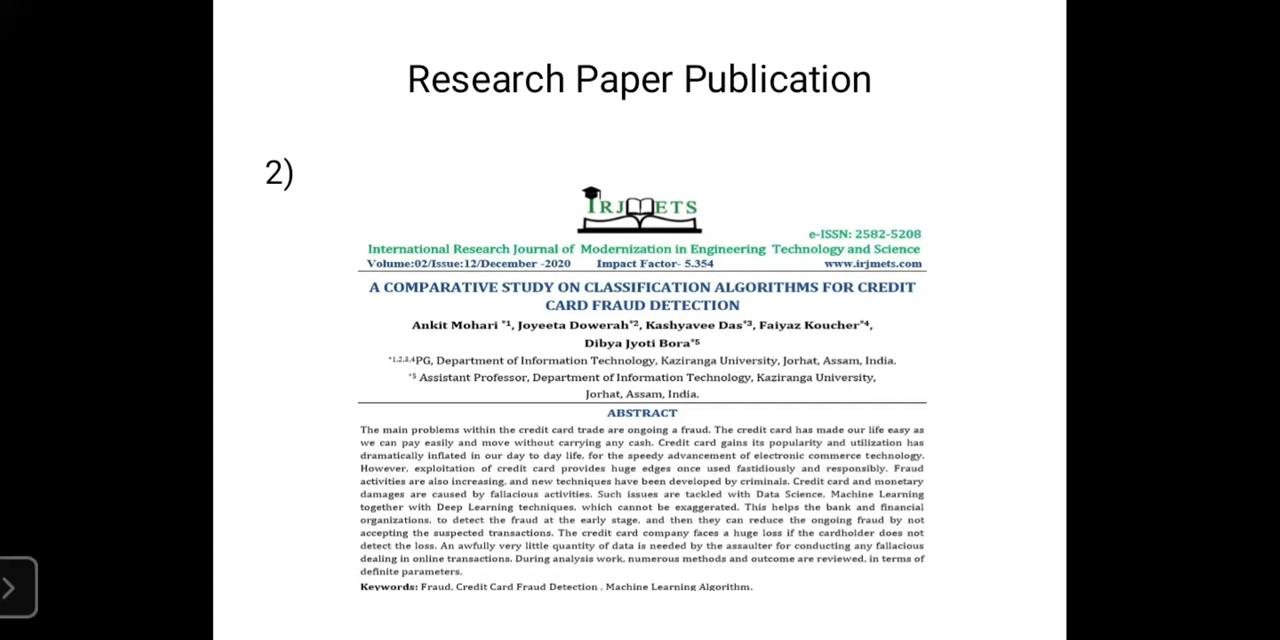 Research Paper Publication
2)
IRJMETS
e-ISSN: 2582-5208
International Research Journal of Modernization in Engineering Technology and Science
Volume:02/Issue:12/December -2020 Impact Factor- 5.354 www.irjmets.com
A COMPARATIVE STUDY ON CLASSIFICATION ALGORITHMS FOR CREDIT
CARD FRAUD DETECTION
Ankit Mohari *1, Joyeeta Dowerah*2, Kashyavee Das*3, Faiyaz Koucher*4,
Dibya Jyoti Bora*5
*1,2,3,4PG, Department of Information Technology, Kaziranga University, Jorhat, Assam, India.
*5 Assistant Professor, Department of Information Technology, Kaziranga University,
Jorhat, Assam, India.
ABSTRACT
The main problems within the credit card trade are ongoing a fraud. The credit card has made our life easy as
we can pay easily and move without carrying any cash. Credit card gains its popularity and utilization has
dramatically inflated in our day to day life, for the speedy advancement of electronic commerce technology.
However, exploitation of credit card provides huge edges once used fastidiously and responsibly. Fraud
activities are also increasing, and new techniques have been developed by criminals. Credit card and monetary
damages are caused by fallacious activities. Such issues are tackled with Data Science, Machine Learning
together with Deep Learning techniques, which cannot be exaggerated. This helps the bank and financial
organizations, to detect the fraud at the early stage, and then they can reduce the ongoing fraud by not
accepting the suspected transactions. The credit card company faces a huge loss if the cardholder does not
detect the loss. An awfully very little quantity of data is needed by the assaulter for conducting any fallacious
dealing in online transactions. During analysis work, numerous methods and outcome are reviewed, in terms of
definite parameters.
Keywords: Fraud, Credit Card Fraud Detection , Machine Learning Algorithm.